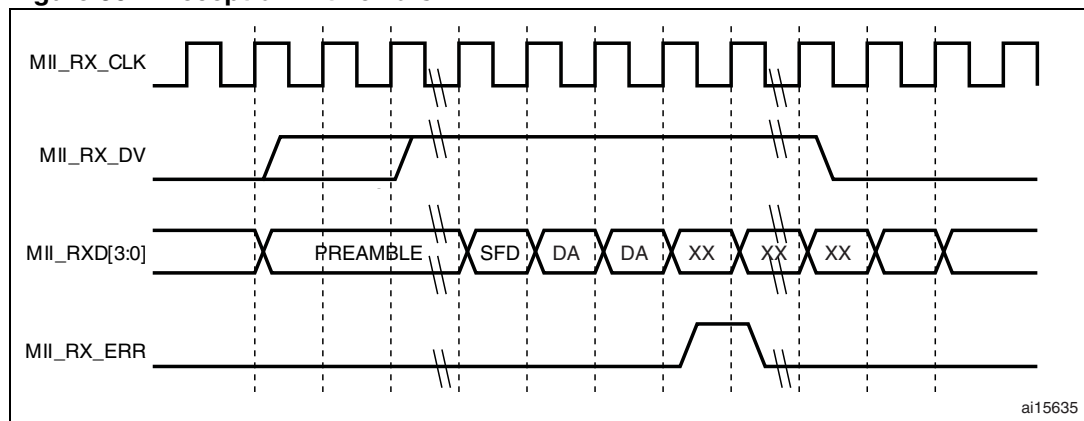 MII_RX_CLK
MII_RX_DV
MII_RXD[3:0]
PREAMBLE
SFD
DA
DA
XX
XX
XX
MII_RX_ERR
ai15635